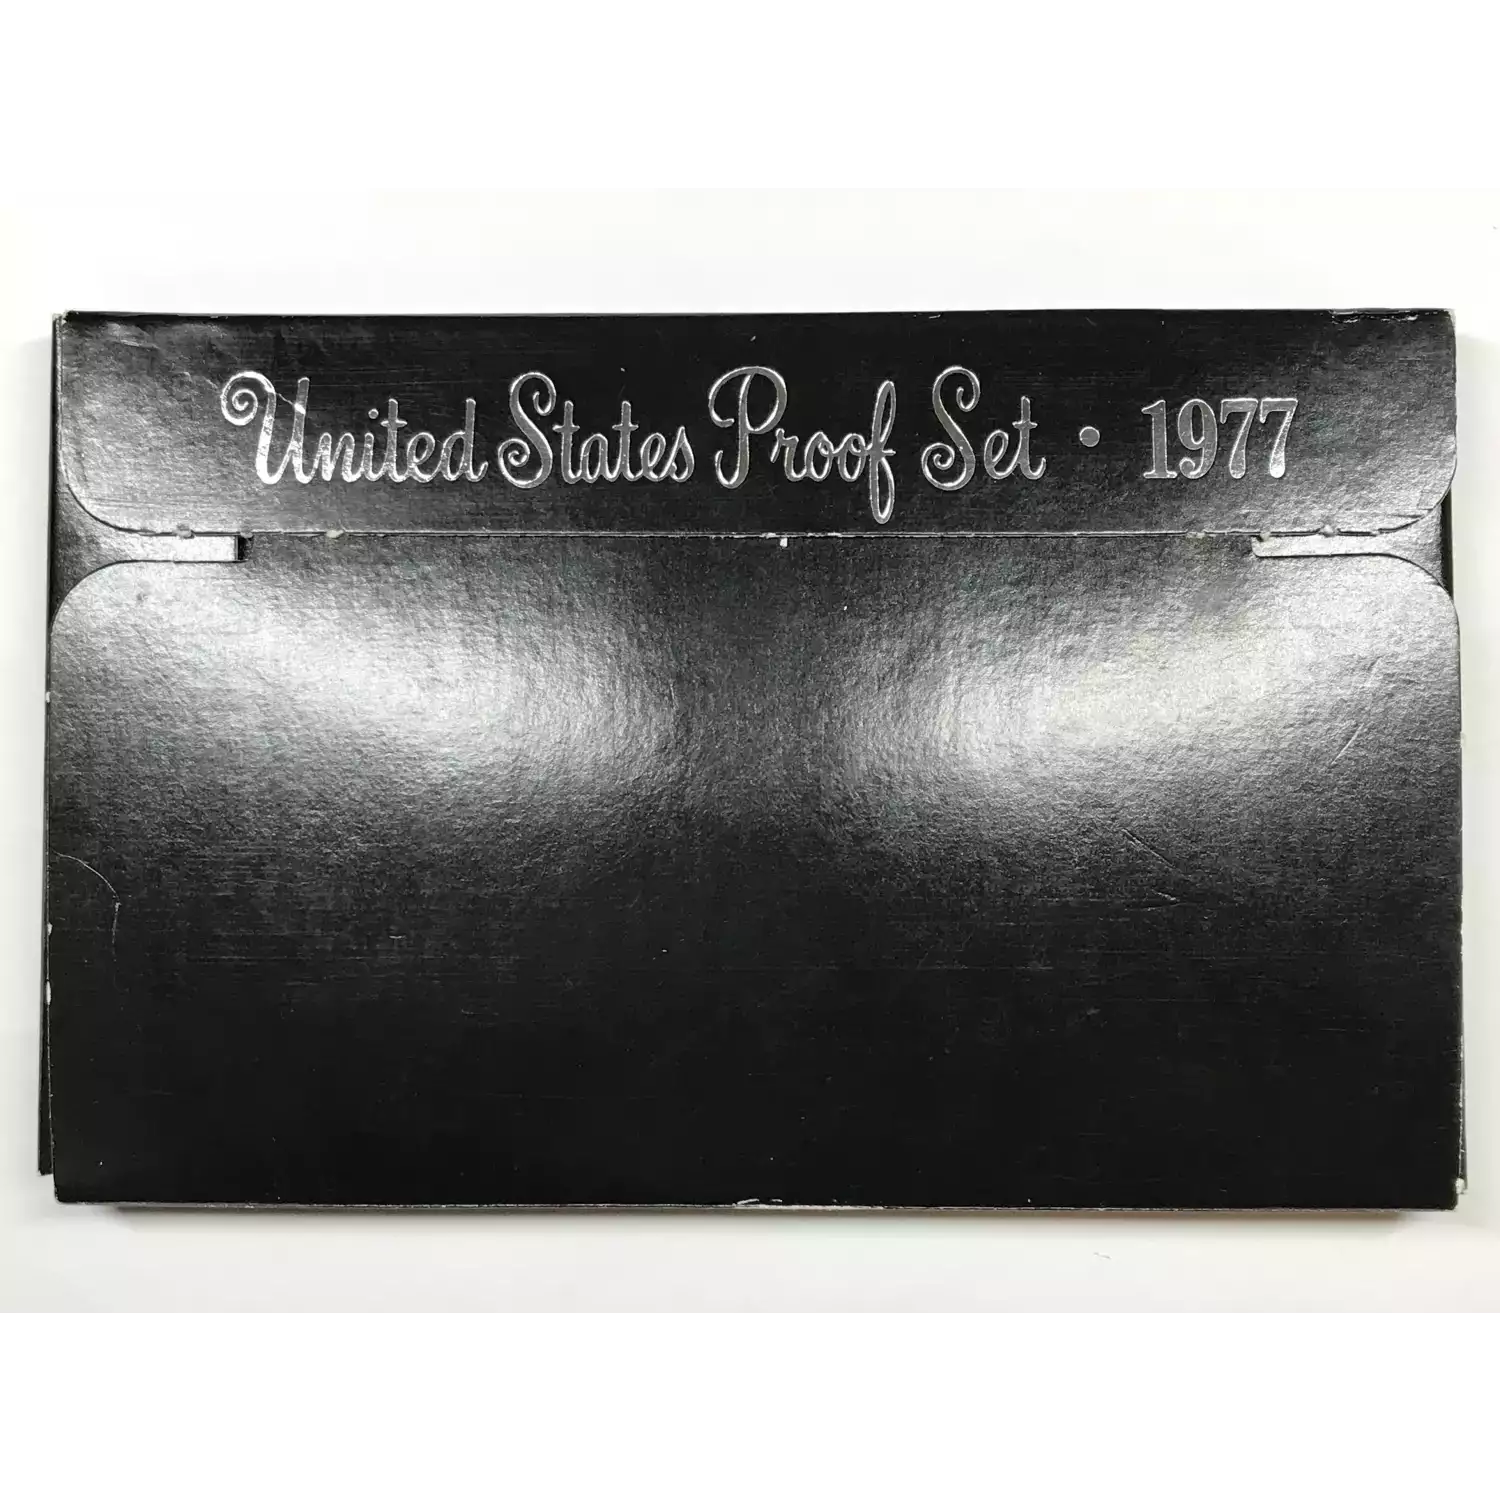 United States Proof Set • 1977